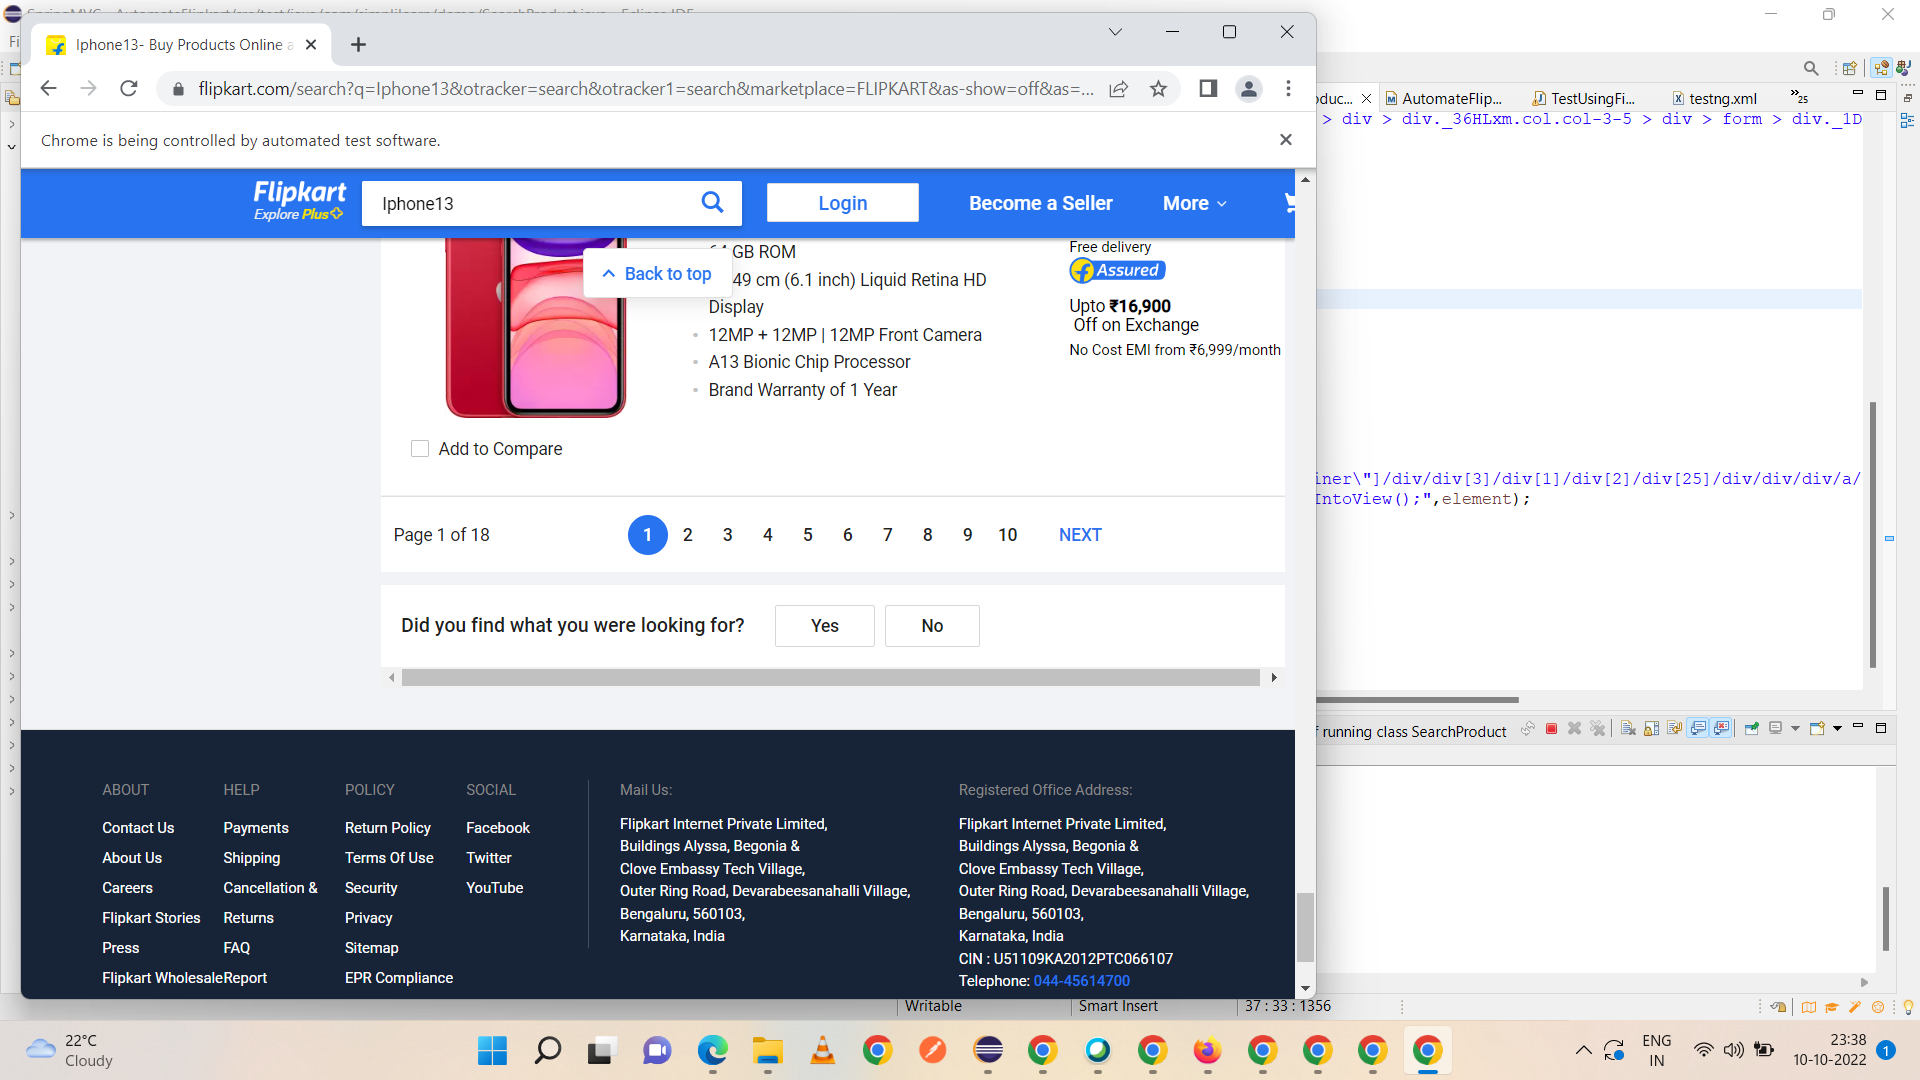 Iphone13- Buy Products Online a
flipkart.com/search?q=Iphone13&otracker=search&otracker1=search&marketplace=FLIPKART&as-show=off&as=...
Chrome is being controlled by automated test software.
Flipkart
Explore Plus
Iphone13
Login
Become a Seller
More
GB ROM
49 cm (6.1 inch) Liquid Retina HD
Display
12MP + 12MP | 12MP Front Camera
A13 Bionic Chip Processor
Brand Warranty of 1 Year
Back to top
Free delivery
Assured
Upto ₹16,900
Off on Exchange
No Cost EMI from ₹6,999/month
Add to Compare
Page 1 of 18
1 2 3 4 5 6 7 8 9 10 NEXT
Did you find what you were looking for?
Yes
No
ABOUT
Contact Us
About Us
Careers
Flipkart Stories
Press
Flipkart Wholesale
HELP
Payments
Shipping
Cancellation &
Returns
FAQ
Report
POLICY
Return Policy
Terms Of Use
Security
Privacy
Sitemap
EPR Compliance
SOCIAL
Facebook
Twitter
YouTube
Mail Us:
Flipkart Internet Private Limited,
Buildings Alyssa, Begonia &
Clove Embassy Tech Village,
Outer Ring Road, Devarabeesanahalli Village,
Bengaluru, 560103,
Karnataka, India
Registered Office Address:
Flipkart Internet Private Limited,
Buildings Alyssa, Begonia &
Clove Embassy Tech Village,
Outer Ring Road, Devarabeesanahalli Village,
Bengaluru, 560103,
Karnataka, India
CIN : U51109KA2012PTC066107
Telephone: 044-45614700
duc...
AutomateFlip...
TestUsingFi...
testng.xml
»25
> div > div._36HLxm.col.col-3-5 > div > form > div._1D
iner\"]/div/div[3]/div[1]/div[2]/div[25]/div/div/div/a/
IntoView();",element);
running class SearchProduct
Writable
Smart Insert
37 : 33 : 1356
22°C
Cloudy
ENG
IN
23:38
10-10-2022
1